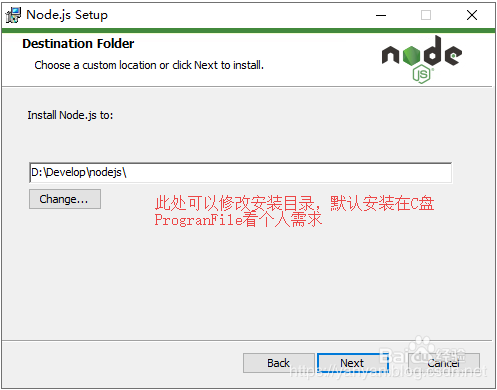 Node.js Setup
Destination Folder
Choose a custom location or click Next to install.
node
JS
Install Node.js to:
D:\Develop\nodejs\
Change...
此处可以修改安装目录，默认安装在C盘
ProgranFile看个人需求
Baidu经验
Back
Next
Cancel
https://yanyan.blog.csdn.net